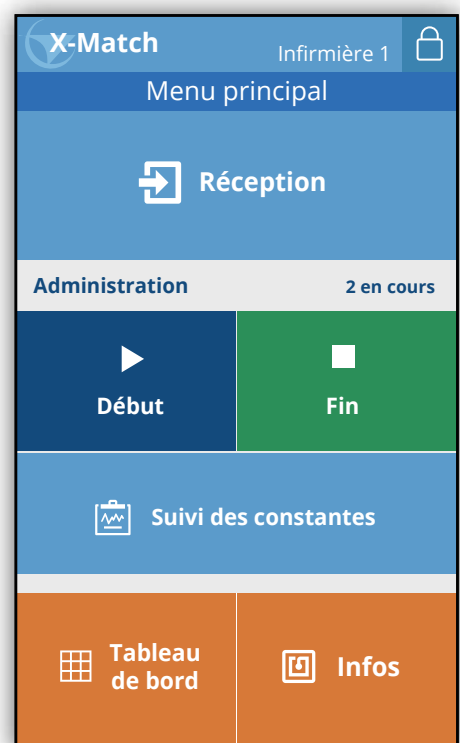 X-Match
Infirmière 1
Menu principal
Réception
Administration
2 en cours
Début
Fin
Suivi des constantes
Tableau
de bord
Infos